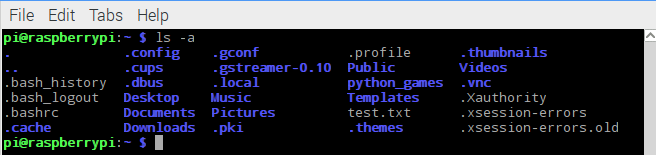 File Edit Tabs Help
pi@raspberrypi:~ $ ls -a
. .config .gconf .profile .thumbnails
.. .cups .gstreamer-0.10 Public Videos
.bash_history .dbus .local python_games .vnc
.bash_logout Desktop Music Templates .Xauthority
.bashrc Documents Pictures test.txt .xsession-errors
.cache Downloads .pki .themes .xsession-errors.old
pi@raspberrypi:~ $